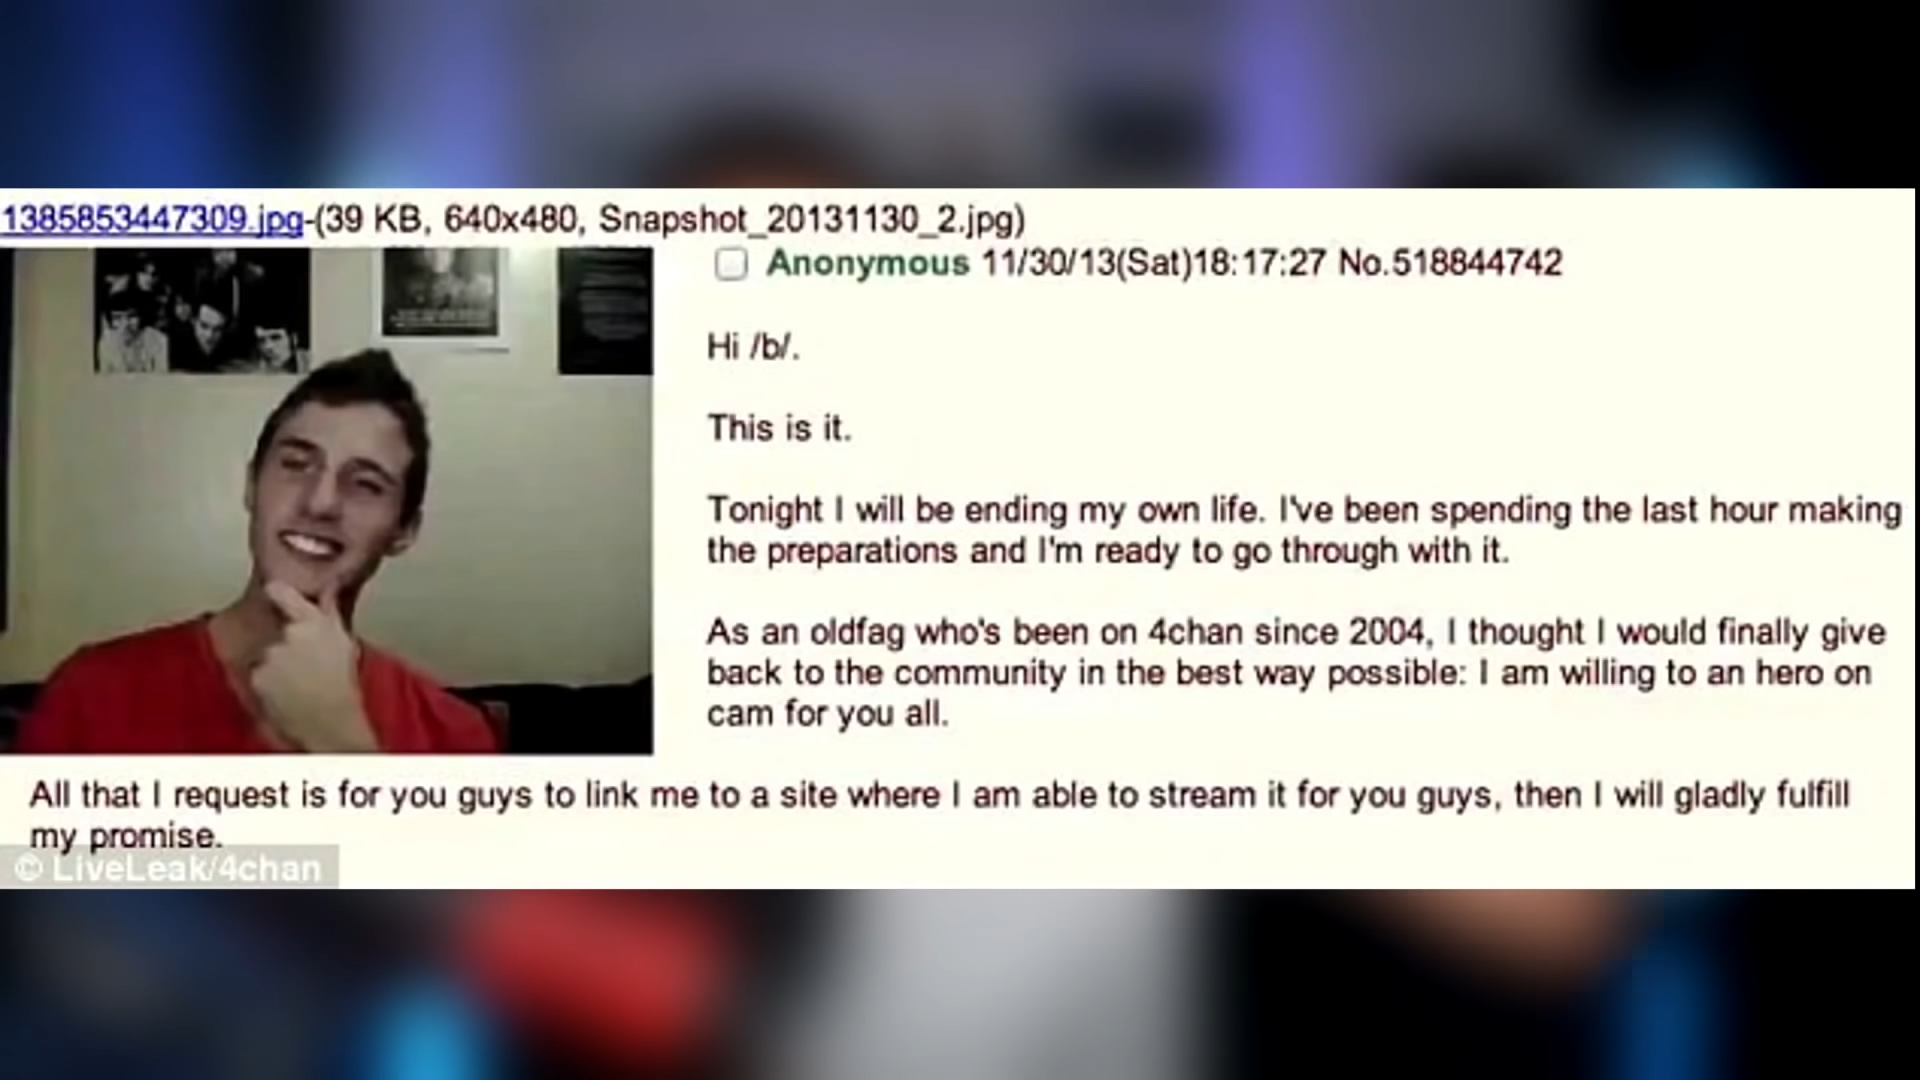 1385853447309.jpg-(39 KB, 640x480, Snapshot_20131130_2.jpg)
Anonymous 11/30/13(Sat)18:17:27 No.518844742
Hi /b/.
This is it.
Tonight I will be ending my own life. I've been spending the last hour making
the preparations and I'm ready to go through with it.
As an oldfag who's been on 4chan since 2004, I thought I would finally give
back to the community in the best way possible: I am willing to an hero on
cam for you all.
All that I request is for you guys to link me to a site where I am able to stream it for you guys, then I will gladly fulfill
my promise.
© LiveLeak/4chan